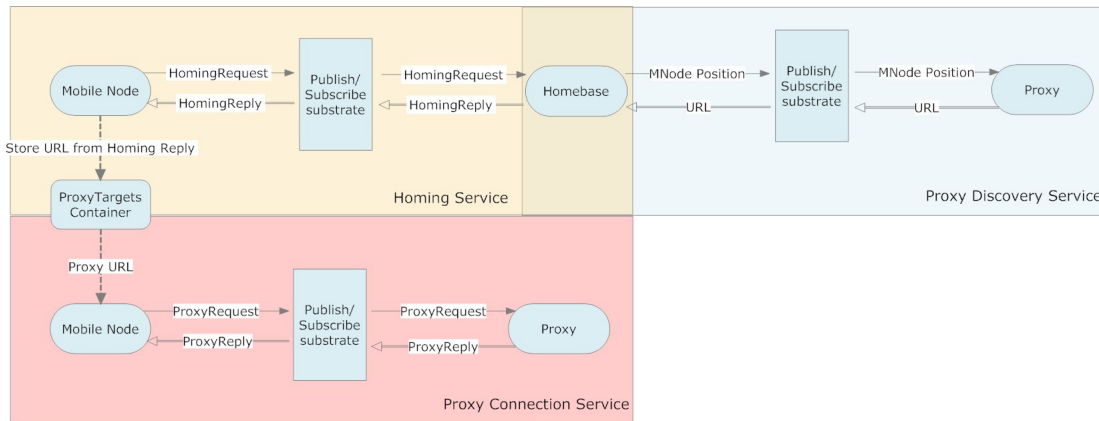 HomingRequest
Publish/
Subscribe
substrate
HomingRequest
MNode Position
Publish/
Subscribe
substrate
MNode Position
Mobile Node
Homebase
Proxy
HomingReply
HomingReply
URL
URL
Store URL from Homing Reply
ProxyTargets
Container
Homing Service
Proxy Discovery Service
Proxy URL
ProxyRequest
Publish/
Subscribe
substrate
ProxyRequest
Mobile Node
Proxy
ProxyReply
ProxyReply
Proxy Connection Service